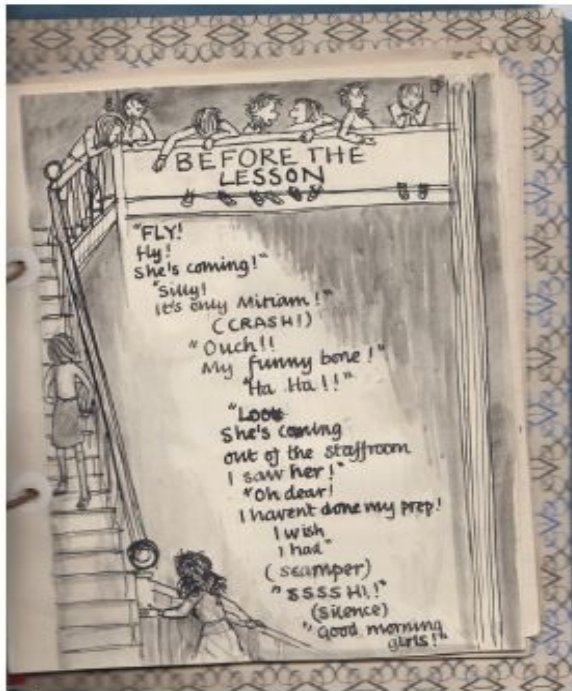 BEFORE THE
LESSON
"FLY!
Fly!
She's coming!"
"Silly!
It's only Miriam!"
(CRASH!)
"Ouch!!
My funny bone!"
"Ha Ha!!"
"Look
She's coming
out of the staffroom
I saw her!"
"Oh dear!
I havent done my prep!
I wish
I had"
(scamper)
"SSSSH!!"
(silence)
"Good morning
girls!"